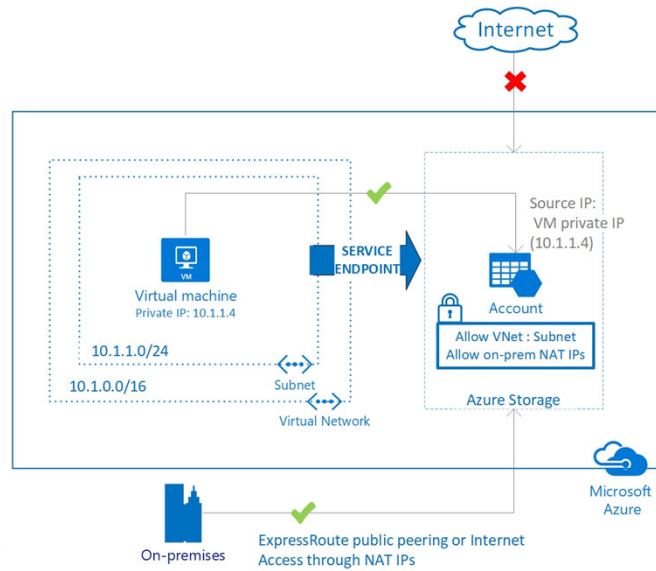 Internet
Source IP:
VM private IP
(10.1.1.4)
SERVICE
ENDPOINT
VM
Virtual machine
Private IP: 10.1.1.4
Account
Allow VNet : Subnet
Allow on-prem NAT IPs
10.1.1.0/24
Subnet
10.1.0.0/16
Virtual Network
Azure Storage
Microsoft
Azure
On-premises
ExpressRoute public peering or Internet
Access through NAT IPs